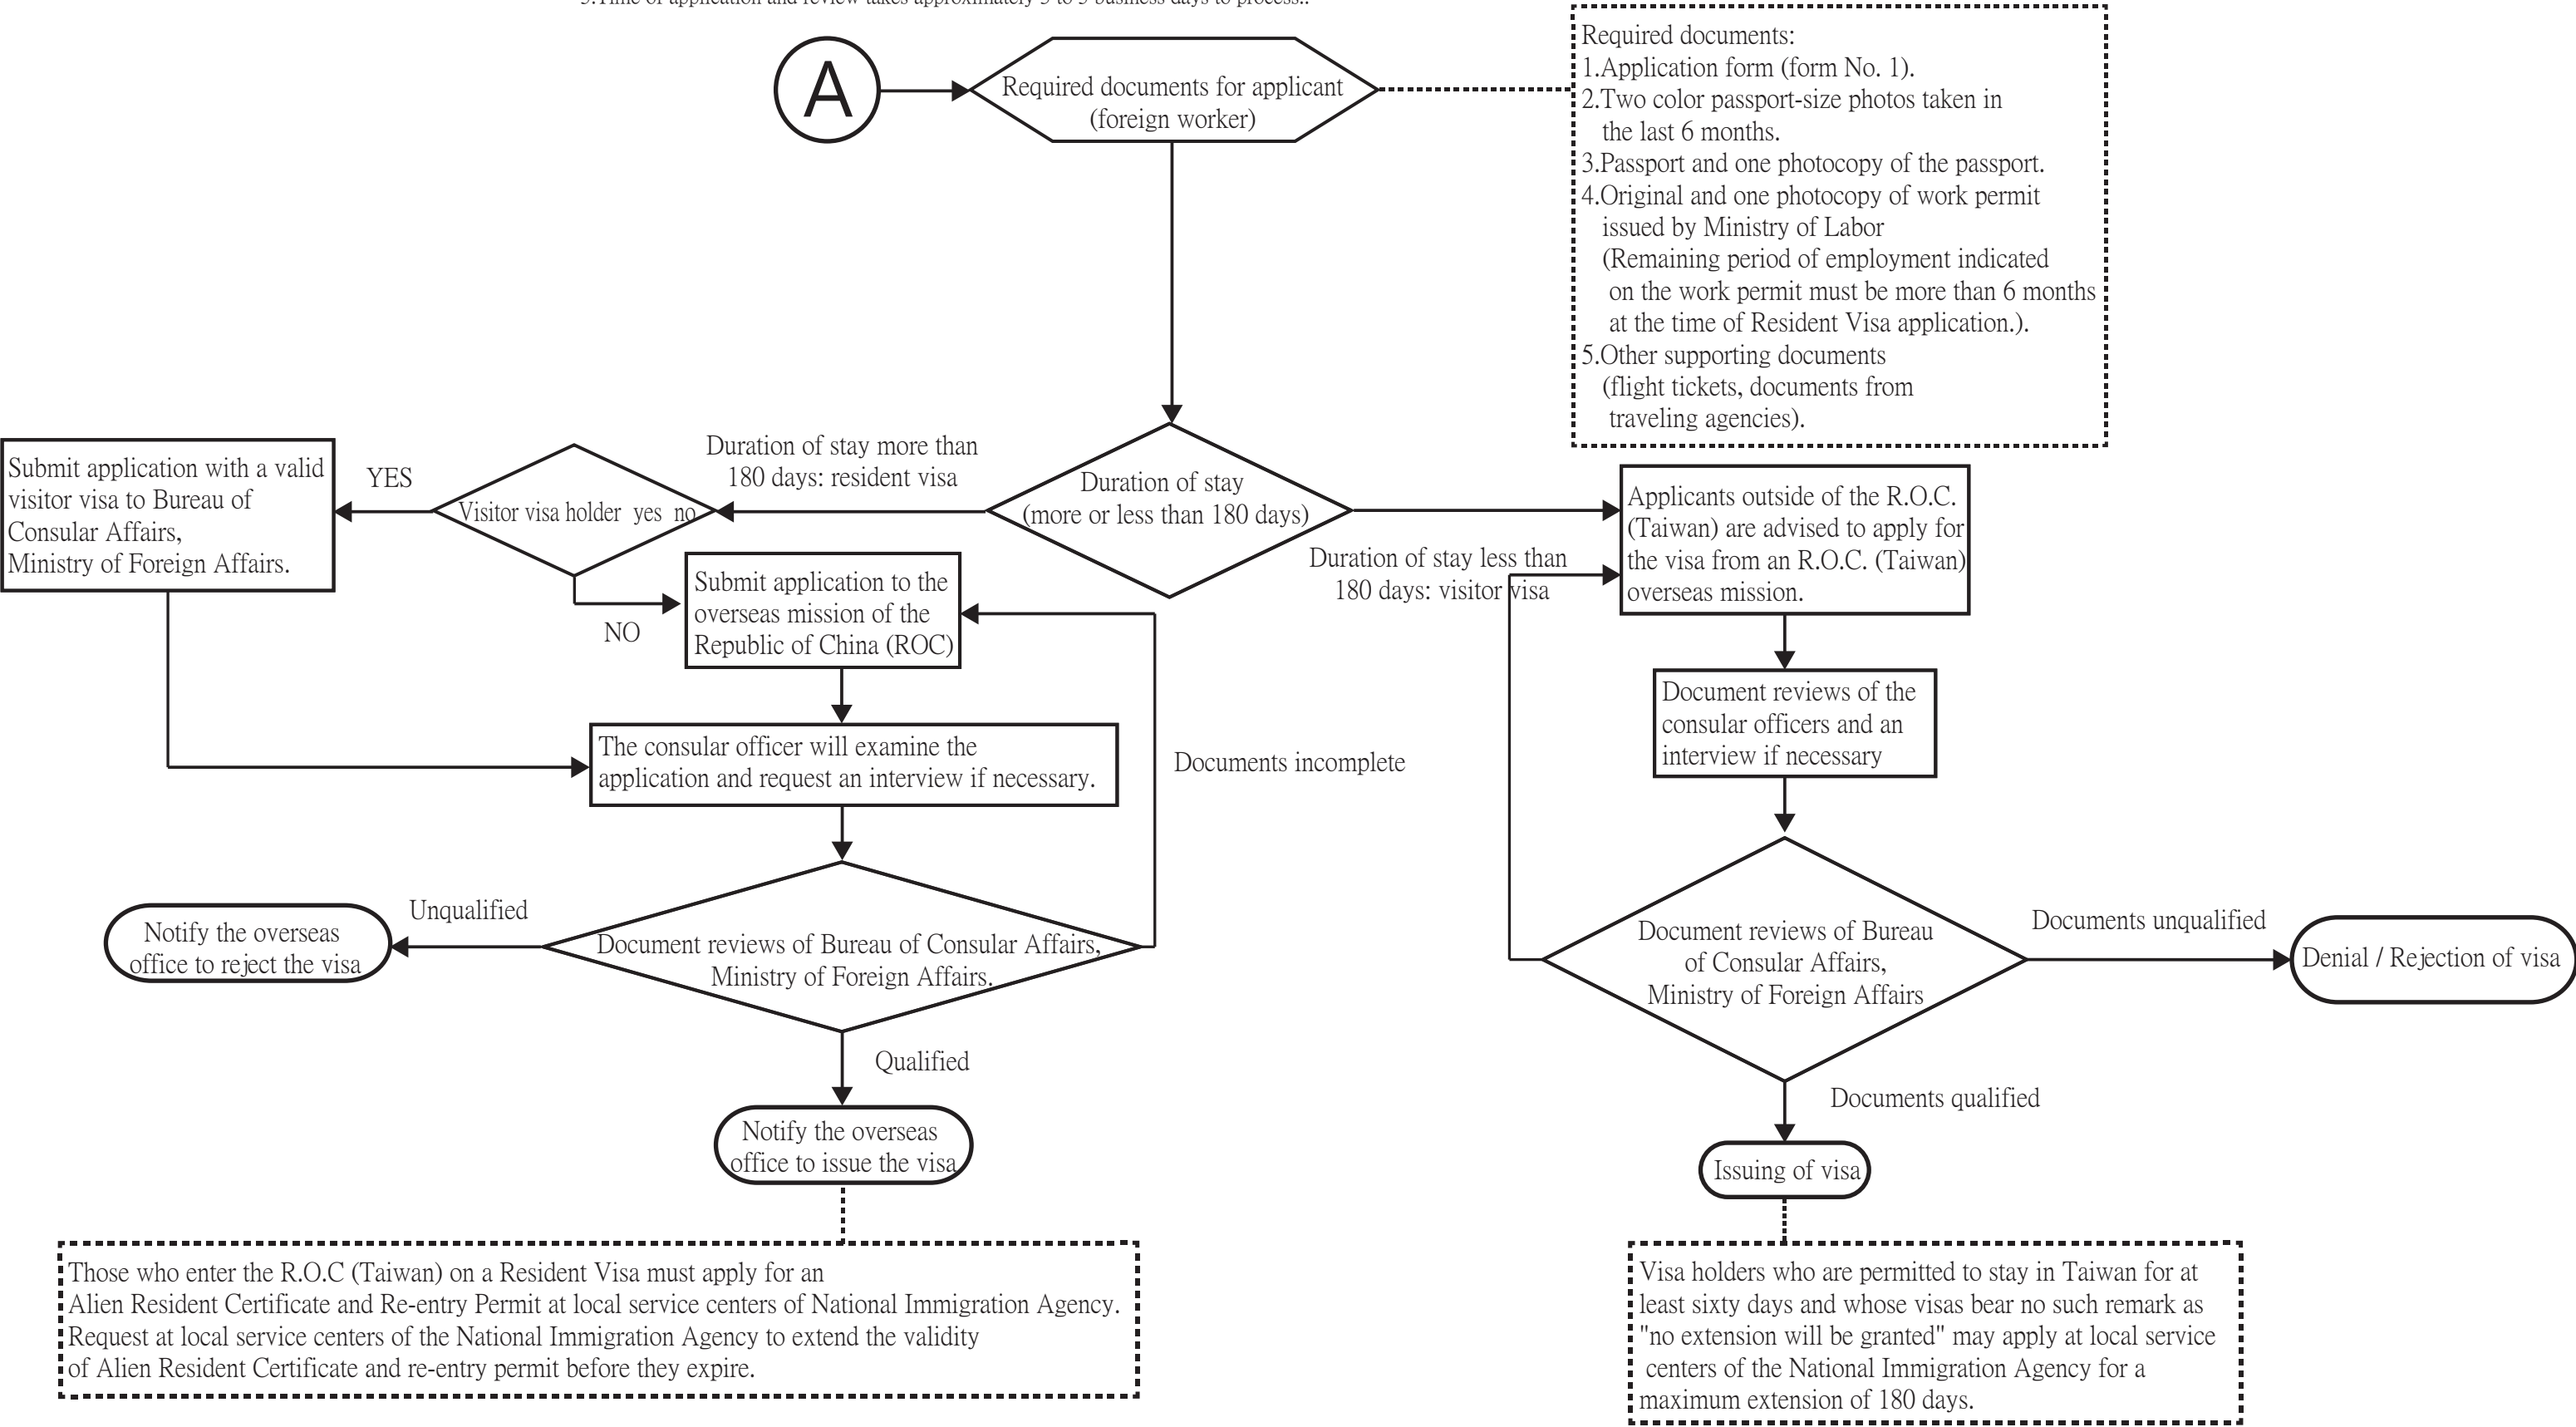 3.Time of application and review takes approximately 3 to 5 business days to process..
A
Required documents for applicant
(foreign worker)
Required documents:
1.Application form (form No. 1).
2.Two color passport-size photos taken in
the last 6 months.
3.Passport and one photocopy of the passport.
4.Original and one photocopy of work permit
issued by Ministry of Labor
(Remaining period of employment indicated
on the work permit must be more than 6 months
at the time of Resident Visa application.).
5.Other supporting documents
(flight tickets, documents from
traveling agencies).
Submit application with a valid
visitor visa to Bureau of
Consular Affairs,
Ministry of Foreign Affairs.
YES
Visitor visa holder yes no
NO
Duration of stay more than
180 days: resident visa
Duration of stay
(more or less than 180 days)
Duration of stay less than
180 days: visitor visa
Applicants outside of the R.O.C.
(Taiwan) are advised to apply for
the visa from an R.O.C. (Taiwan)
overseas mission.
Submit application to the
overseas mission of the
Republic of China (ROC)
Document reviews of the
consular officers and an
interview if necessary
The consular officer will examine the
application and request an interview if necessary.
Documents incomplete
Notify the overseas
office to reject the visa
Unqualified
Document reviews of Bureau of Consular Affairs,
Ministry of Foreign Affairs.
Document reviews of Bureau
of Consular Affairs,
Ministry of Foreign Affairs
Documents unqualified
Denial / Rejection of visa
Qualified
Documents qualified
Notify the overseas
office to issue the visa
Issuing of visa
Those who enter the R.O.C (Taiwan) on a Resident Visa must apply for an
Alien Resident Certificate and Re-entry Permit at local service centers of National Immigration Agency.
Request at local service centers of the National Immigration Agency to extend the validity
of Alien Resident Certificate and re-entry permit before they expire.
Visa holders who are permitted to stay in Taiwan for at
least sixty days and whose visas bear no such remark as
"no extension will be granted" may apply at local service
centers of the National Immigration Agency for a
maximum extension of 180 days.